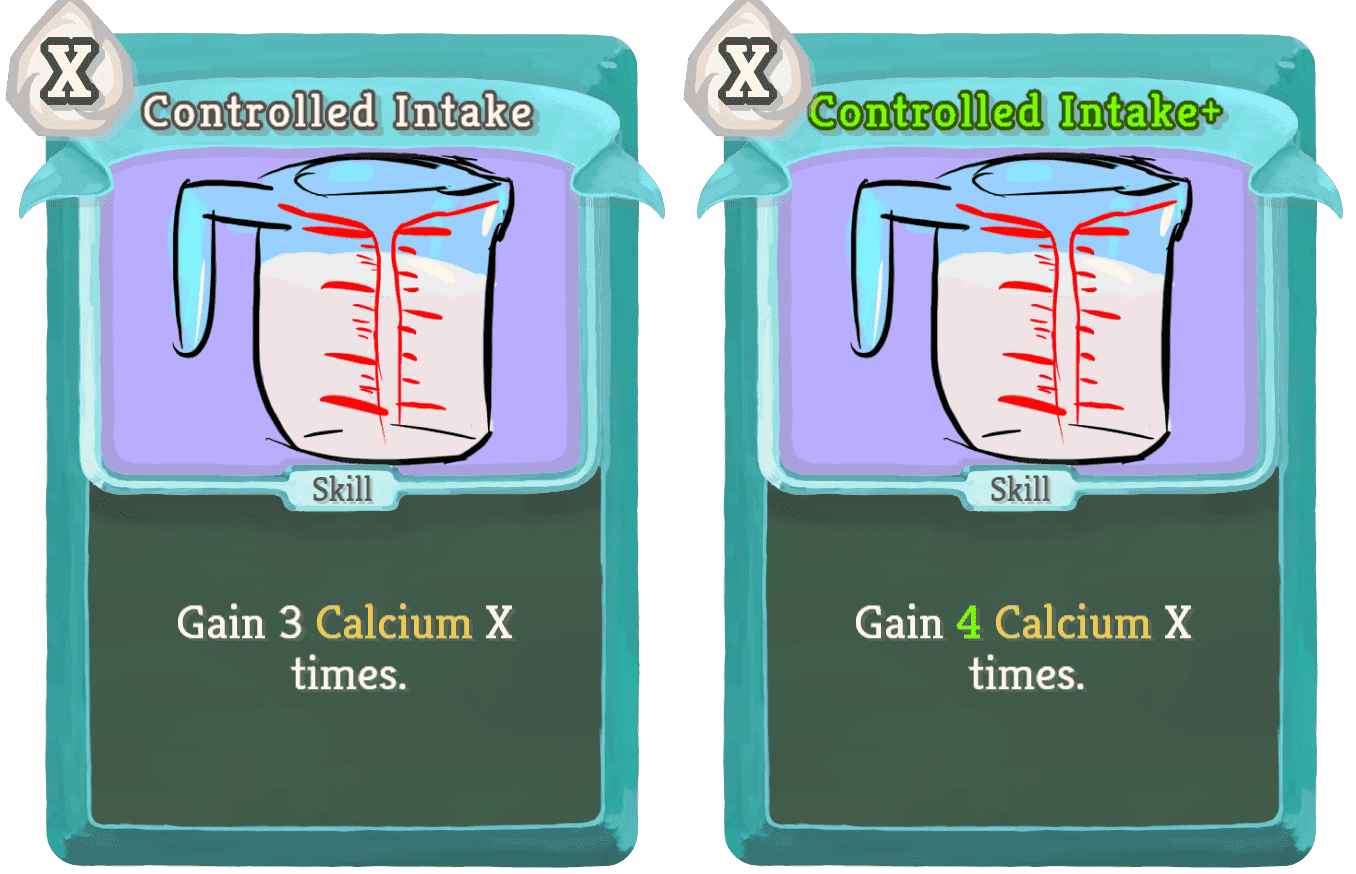 X
Controlled Intake
Skill
Gain 3 Calcium X
times.
X
Controlled Intake+
Skill
Gain 4 Calcium X
times.